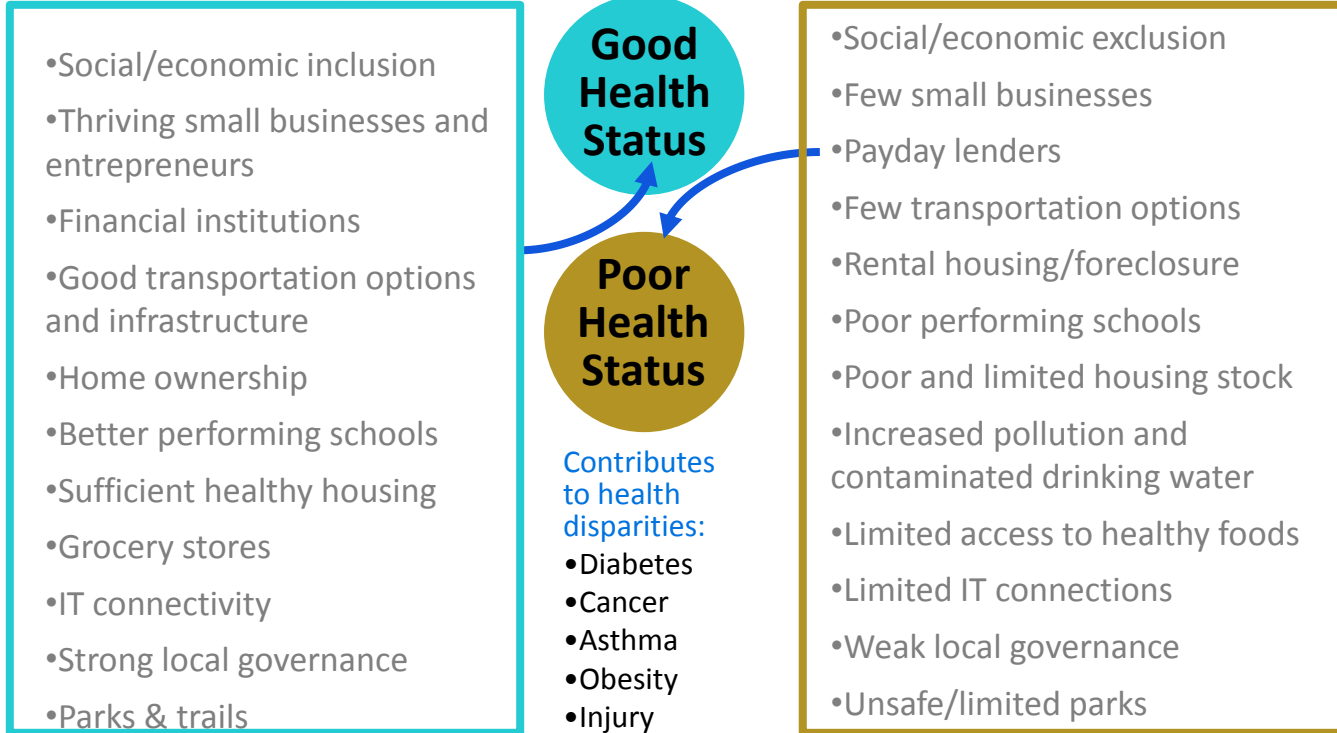 •Social/economic inclusion
•Thriving small businesses and
entrepreneurs
•Financial institutions
•Good transportation options
and infrastructure
•Home ownership
•Better performing schools
•Sufficient healthy housing
•Grocery stores
•IT connectivity
•Strong local governance
•Parks & trails
Good
Health
Status
Poor
Health
Status
Contributes
to health
disparities:
•Diabetes
•Cancer
•Asthma
•Obesity
•Injury
•Social/economic exclusion
•Few small businesses
•Payday lenders
•Few transportation options
•Rental housing/foreclosure
•Poor performing schools
•Poor and limited housing stock
•Increased pollution and
contaminated drinking water
•Limited access to healthy foods
•Limited IT connections
•Weak local governance
•Unsafe/limited parks